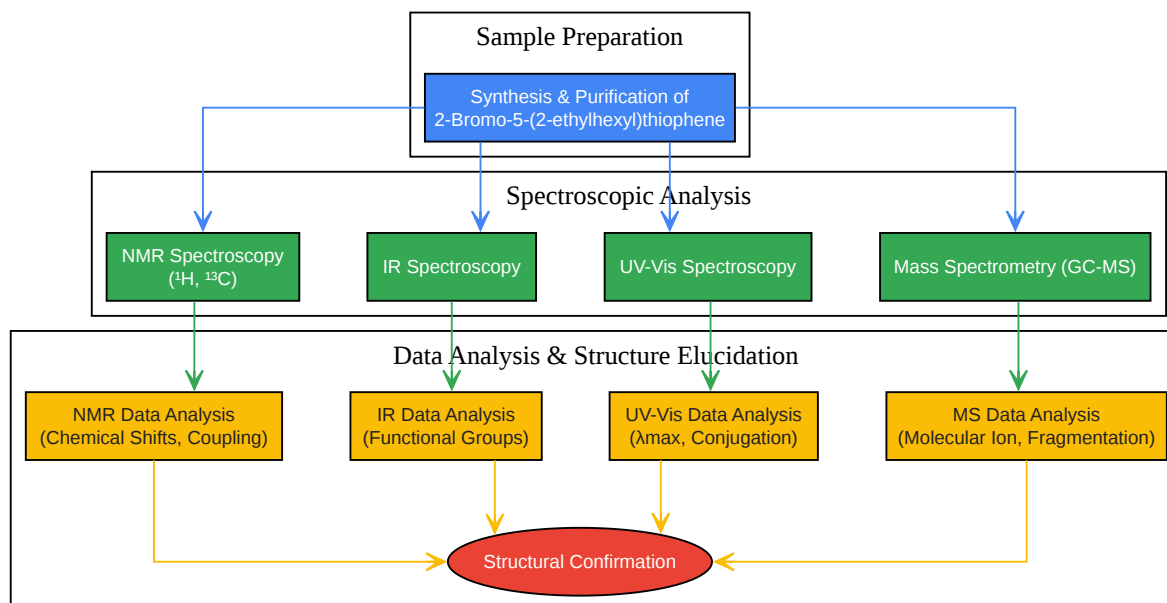 Sample Preparation
Synthesis & Purification of
2-Bromo-5-(2-ethylhexyl)thiophene
Spectroscopic Analysis
NMR Spectroscopy
(¹H, ¹³C)
IR Spectroscopy
UV-Vis Spectroscopy
Mass Spectrometry (GC-MS)
Data Analysis & Structure Elucidation
NMR Data Analysis
(Chemical Shifts, Coupling)
IR Data Analysis
(Functional Groups)
UV-Vis Data Analysis
(λmax, Conjugation)
MS Data Analysis
(Molecular Ion, Fragmentation)
Structural Confirmation